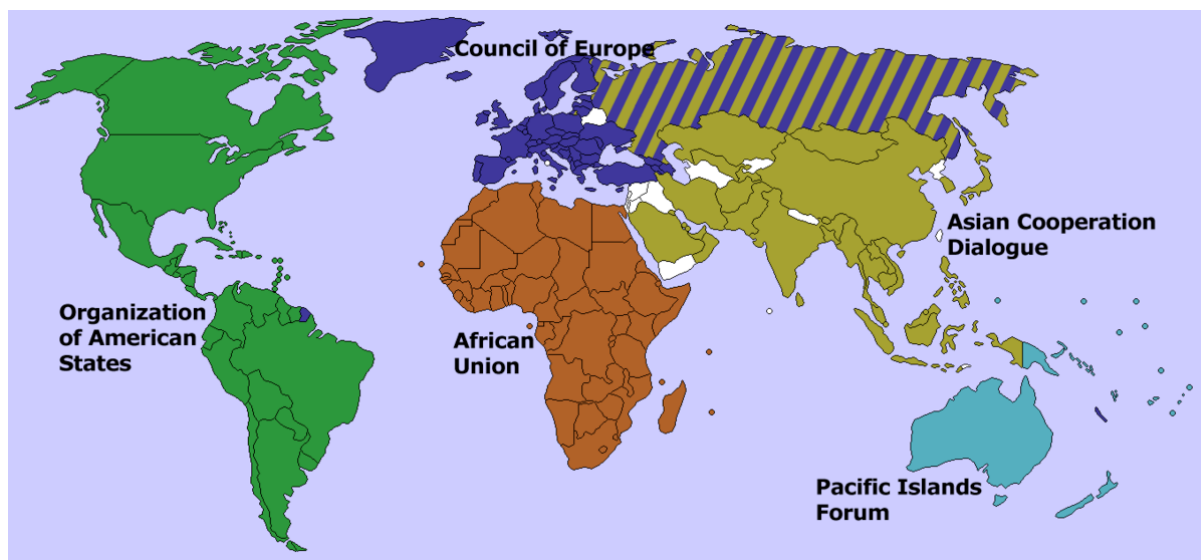 Council of Europe
Asian Cooperation
Dialogue
Organization
of American
States
African
Union
Pacific Islands
Forum